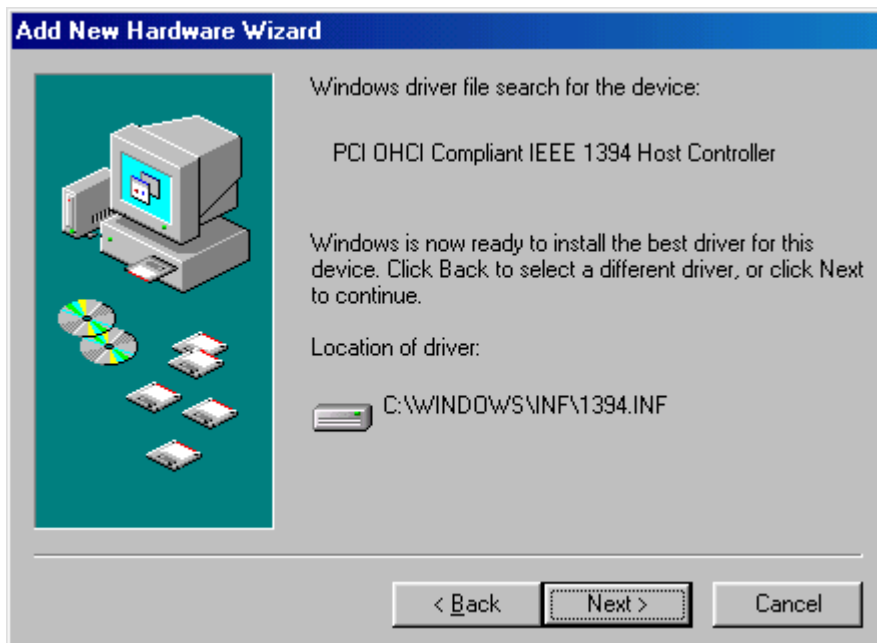 Add New Hardware Wizard
Windows driver file search for the device:
PCI OHCI Compliant IEEE 1394 Host Controller
Windows is now ready to install the best driver for this
device. Click Back to select a different driver, or click Next
to continue.
Location of driver:
C:\WINDOWS\INF\1394.INF
< Back
Next >
Cancel